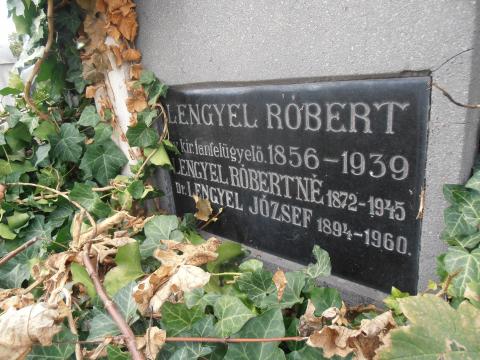 LENGYEL RÓBERT
kir. tanfelügyelő. 1856-1939
LENGYEL RÓBERTNÉ 1872-1945
Dr. LENGYEL JÓZSEF 1894-1960.